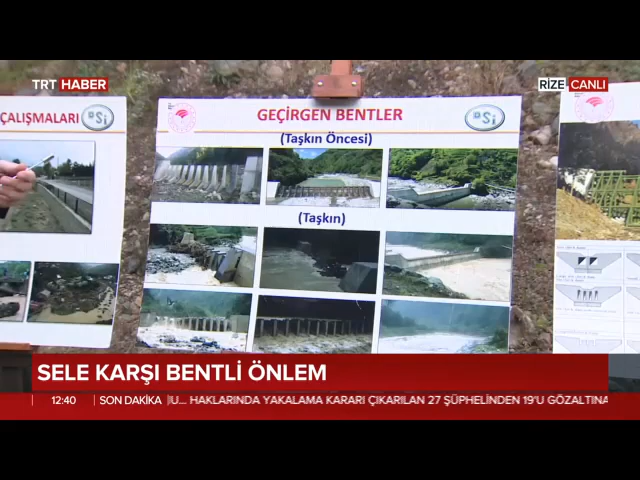 TRT HABER
RİZE CANLI
ÇALIŞMALARI
DSİ
GEÇİRGEN BENTLER
DSİ
(Taşkın Öncesi)
(Taşkın)
SELE KARŞI BENTLİ ÖNLEM
12:40 SON DAKİKA U... HAKLARINDA YAKALAMA KARARI ÇIKARILAN 27 ŞÜPHELİNDEN 19'U GÖZALTINA